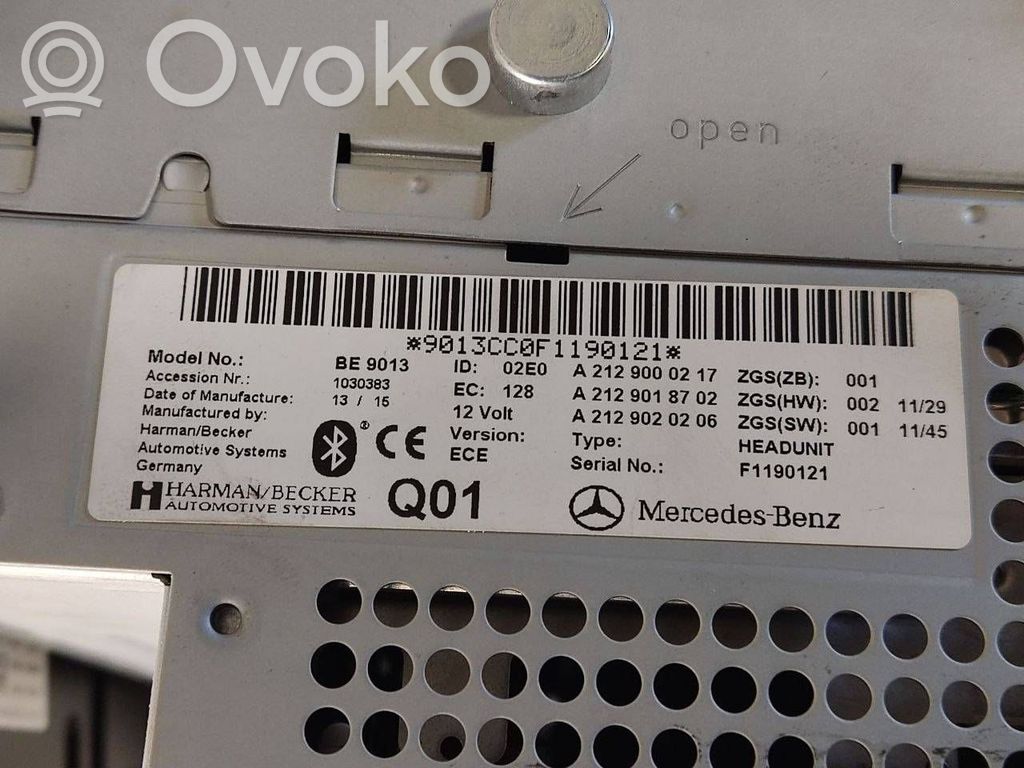 Ovoko
open
*9013CC0F1190121*
Model No.: BE 9013 ID: 02E0 A 212 900 02 17 ZGS(ZB): 001
Accession Nr.: 1030383 EC: 128 A 212 901 87 02 ZGS(HW): 002 11/29
Date of Manufacture: 13 / 15 12 Volt A 212 902 02 06 ZGS(SW): 001 11/45
Manufactured by: Version: Type: HEADUNIT
Harman/Becker ECE Serial No.: F1190121
Automotive Systems
Germany
HARMAN/BECKER
AUTOMOTIVE SYSTEMS
® CE
Q01
Mercedes-Benz